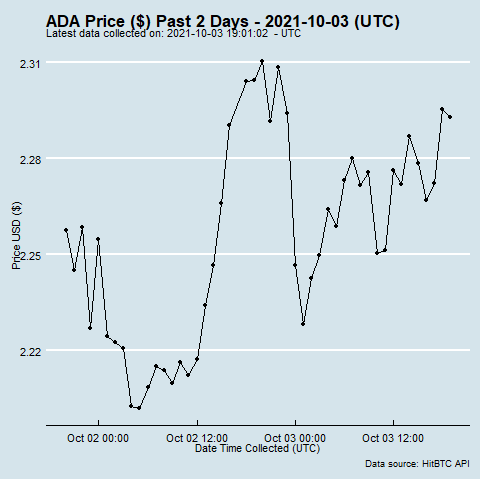 ADA Price ($) Past 2 Days - 2021-10-03 (UTC)
Latest data collected on: 2021-10-03 19:01:02 - UTC
Price USD ($)
2.31
2.28
2.25
2.22
Oct 02 00:00 Oct 02 12:00 Oct 03 00:00 Oct 03 12:00
Date Time Collected (UTC)
Data source: HitBTC API